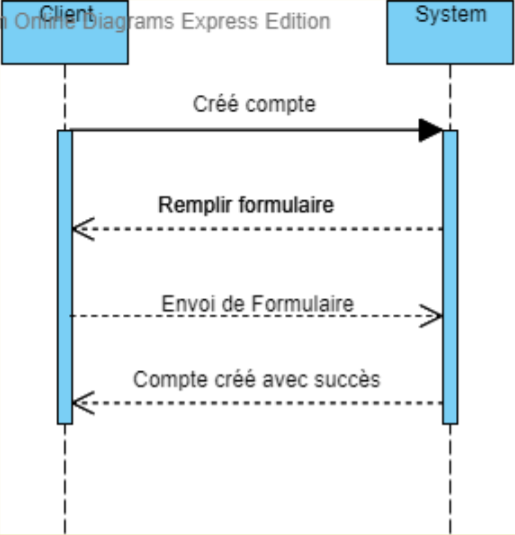 Client
Online Diagrams Express Edition
System
Créé compte
Remplir formulaire
Envoi de Formulaire
Compte créé avec succès